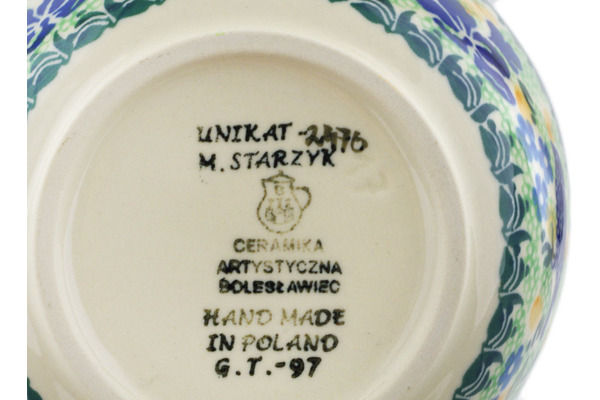 UNIKAT-2476
M. STARZYK
CERAMIKA
ARTYSTYCZNA
BOLESŁAWIEC
HAND MADE
IN POLAND
G.T.-97